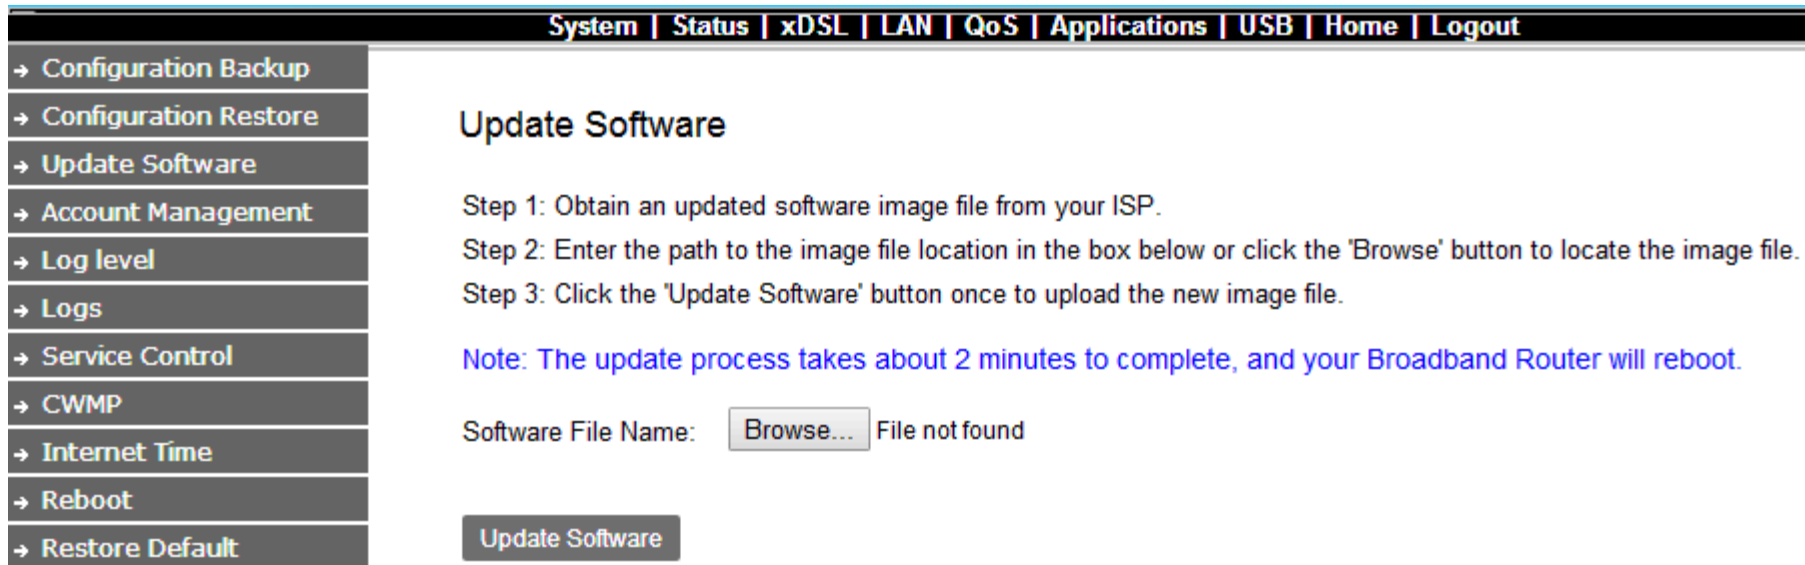 System | Status | xDSL | LAN | QoS | Applications | USB | Home | Logout
→ Configuration Backup
→ Configuration Restore
→ Update Software
→ Account Management
→ Log level
→ Logs
→ Service Control
→ CWMP
→ Internet Time
→ Reboot
→ Restore Default
Update Software
Step 1: Obtain an updated software image file from your ISP.
Step 2: Enter the path to the image file location in the box below or click the 'Browse' button to locate the image file.
Step 3: Click the 'Update Software' button once to upload the new image file.
Note: The update process takes about 2 minutes to complete, and your Broadband Router will reboot.
Software File Name: Browse... File not found
Update Software